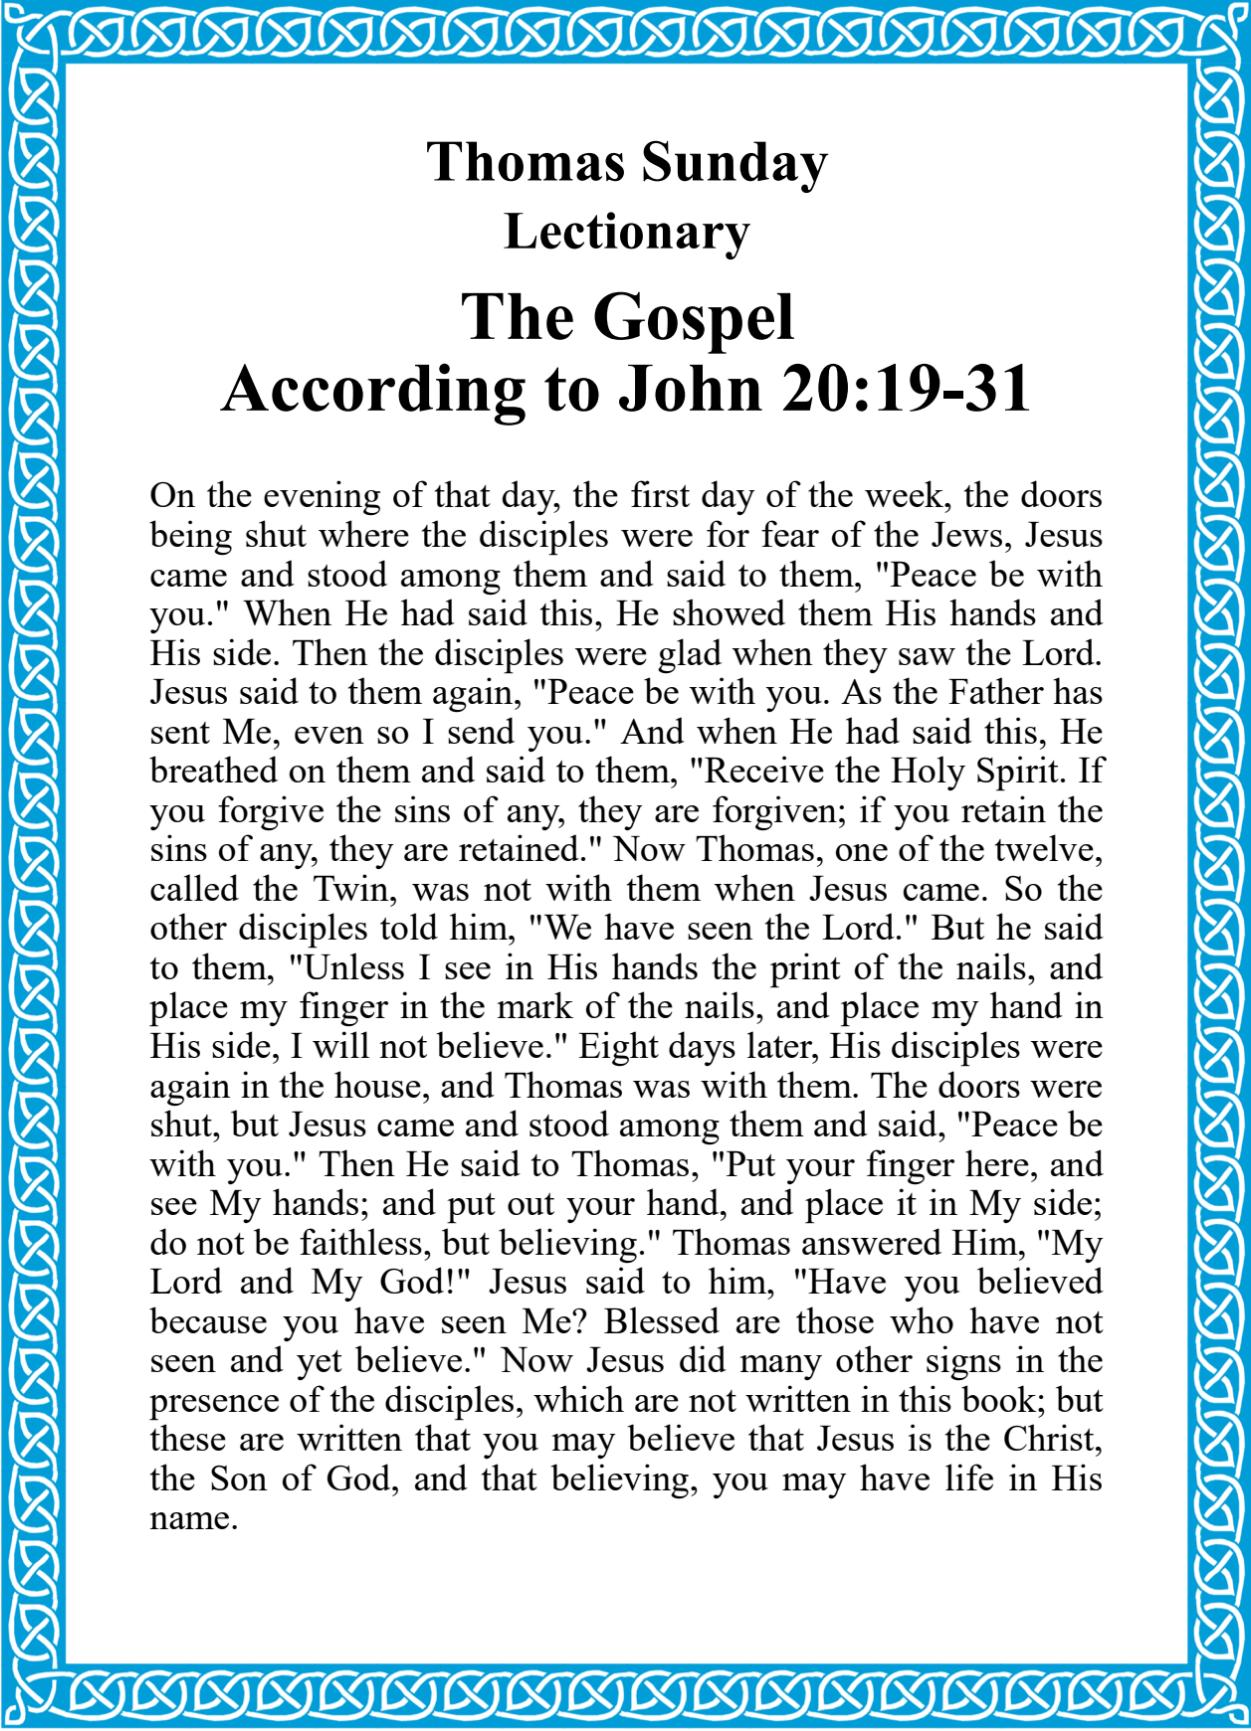 Thomas Sunday
Lectionary
The Gospel
According to John 20:19-31
On the evening of that day, the first day of the week, the doors
being shut where the disciples were for fear of the Jews, Jesus
came and stood among them and said to them, "Peace be with
you." When He had said this, He showed them His hands and
His side. Then the disciples were glad when they saw the Lord.
Jesus said to them again, "Peace be with you. As the Father has
sent Me, even so I send you." And when He had said this, He
breathed on them and said to them, "Receive the Holy Spirit. If
you forgive the sins of any, they are forgiven; if you retain the
sins of any, they are retained." Now Thomas, one of the twelve,
called the Twin, was not with them when Jesus came. So the
other disciples told him, "We have seen the Lord." But he said
to them, "Unless I see in His hands the print of the nails, and
place my finger in the mark of the nails, and place my hand in
His side, I will not believe." Eight days later, His disciples were
again in the house, and Thomas was with them. The doors were
shut, but Jesus came and stood among them and said, "Peace be
with you." Then He said to Thomas, "Put your finger here, and
see My hands; and put out your hand, and place it in My side;
do not be faithless, but believing." Thomas answered Him, "My
Lord and My God!" Jesus said to him, "Have you believed
because you have seen Me? Blessed are those who have not
seen and yet believe." Now Jesus did many other signs in the
presence of the disciples, which are not written in this book; but
these are written that you may believe that Jesus is the Christ,
the Son of God, and that believing, you may have life in His
name.